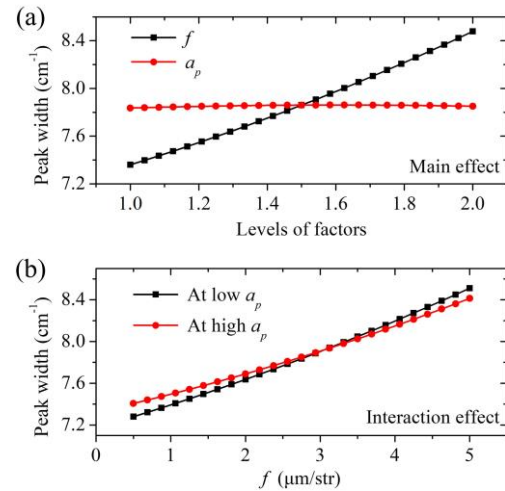 (a)
f
a_p
Peak width (cm⁻¹)
8.4
8.0
7.6
7.2
Main effect
1.0 1.2 1.4 1.6 1.8 2.0
Levels of factors
(b)
At low a_p
At high a_p
Peak width (cm⁻¹)
8.4
8.0
7.6
7.2
Interaction effect
0 1 2 3 4 5
f (μm/str)